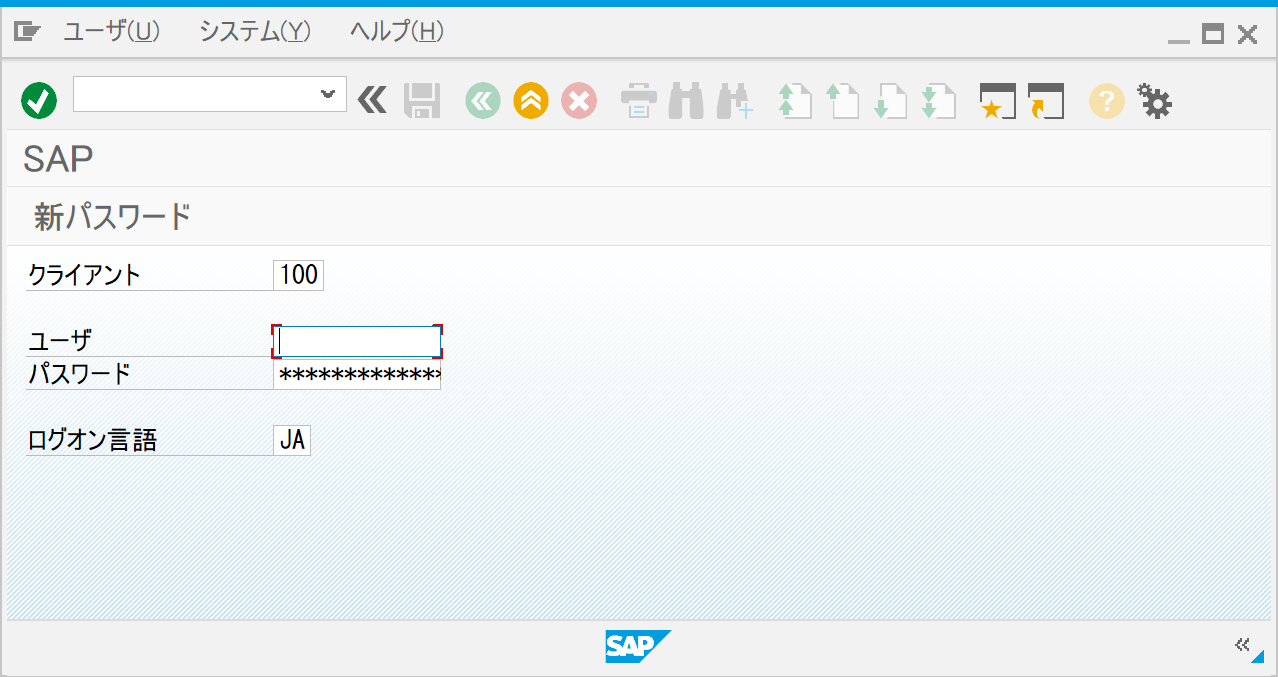 ユーザ(U) システム(Y) ヘルプ(H)
SAP
新パスワード
クライアント 100
ユーザ
パスワード *************
ログオン言語 JA
SAP